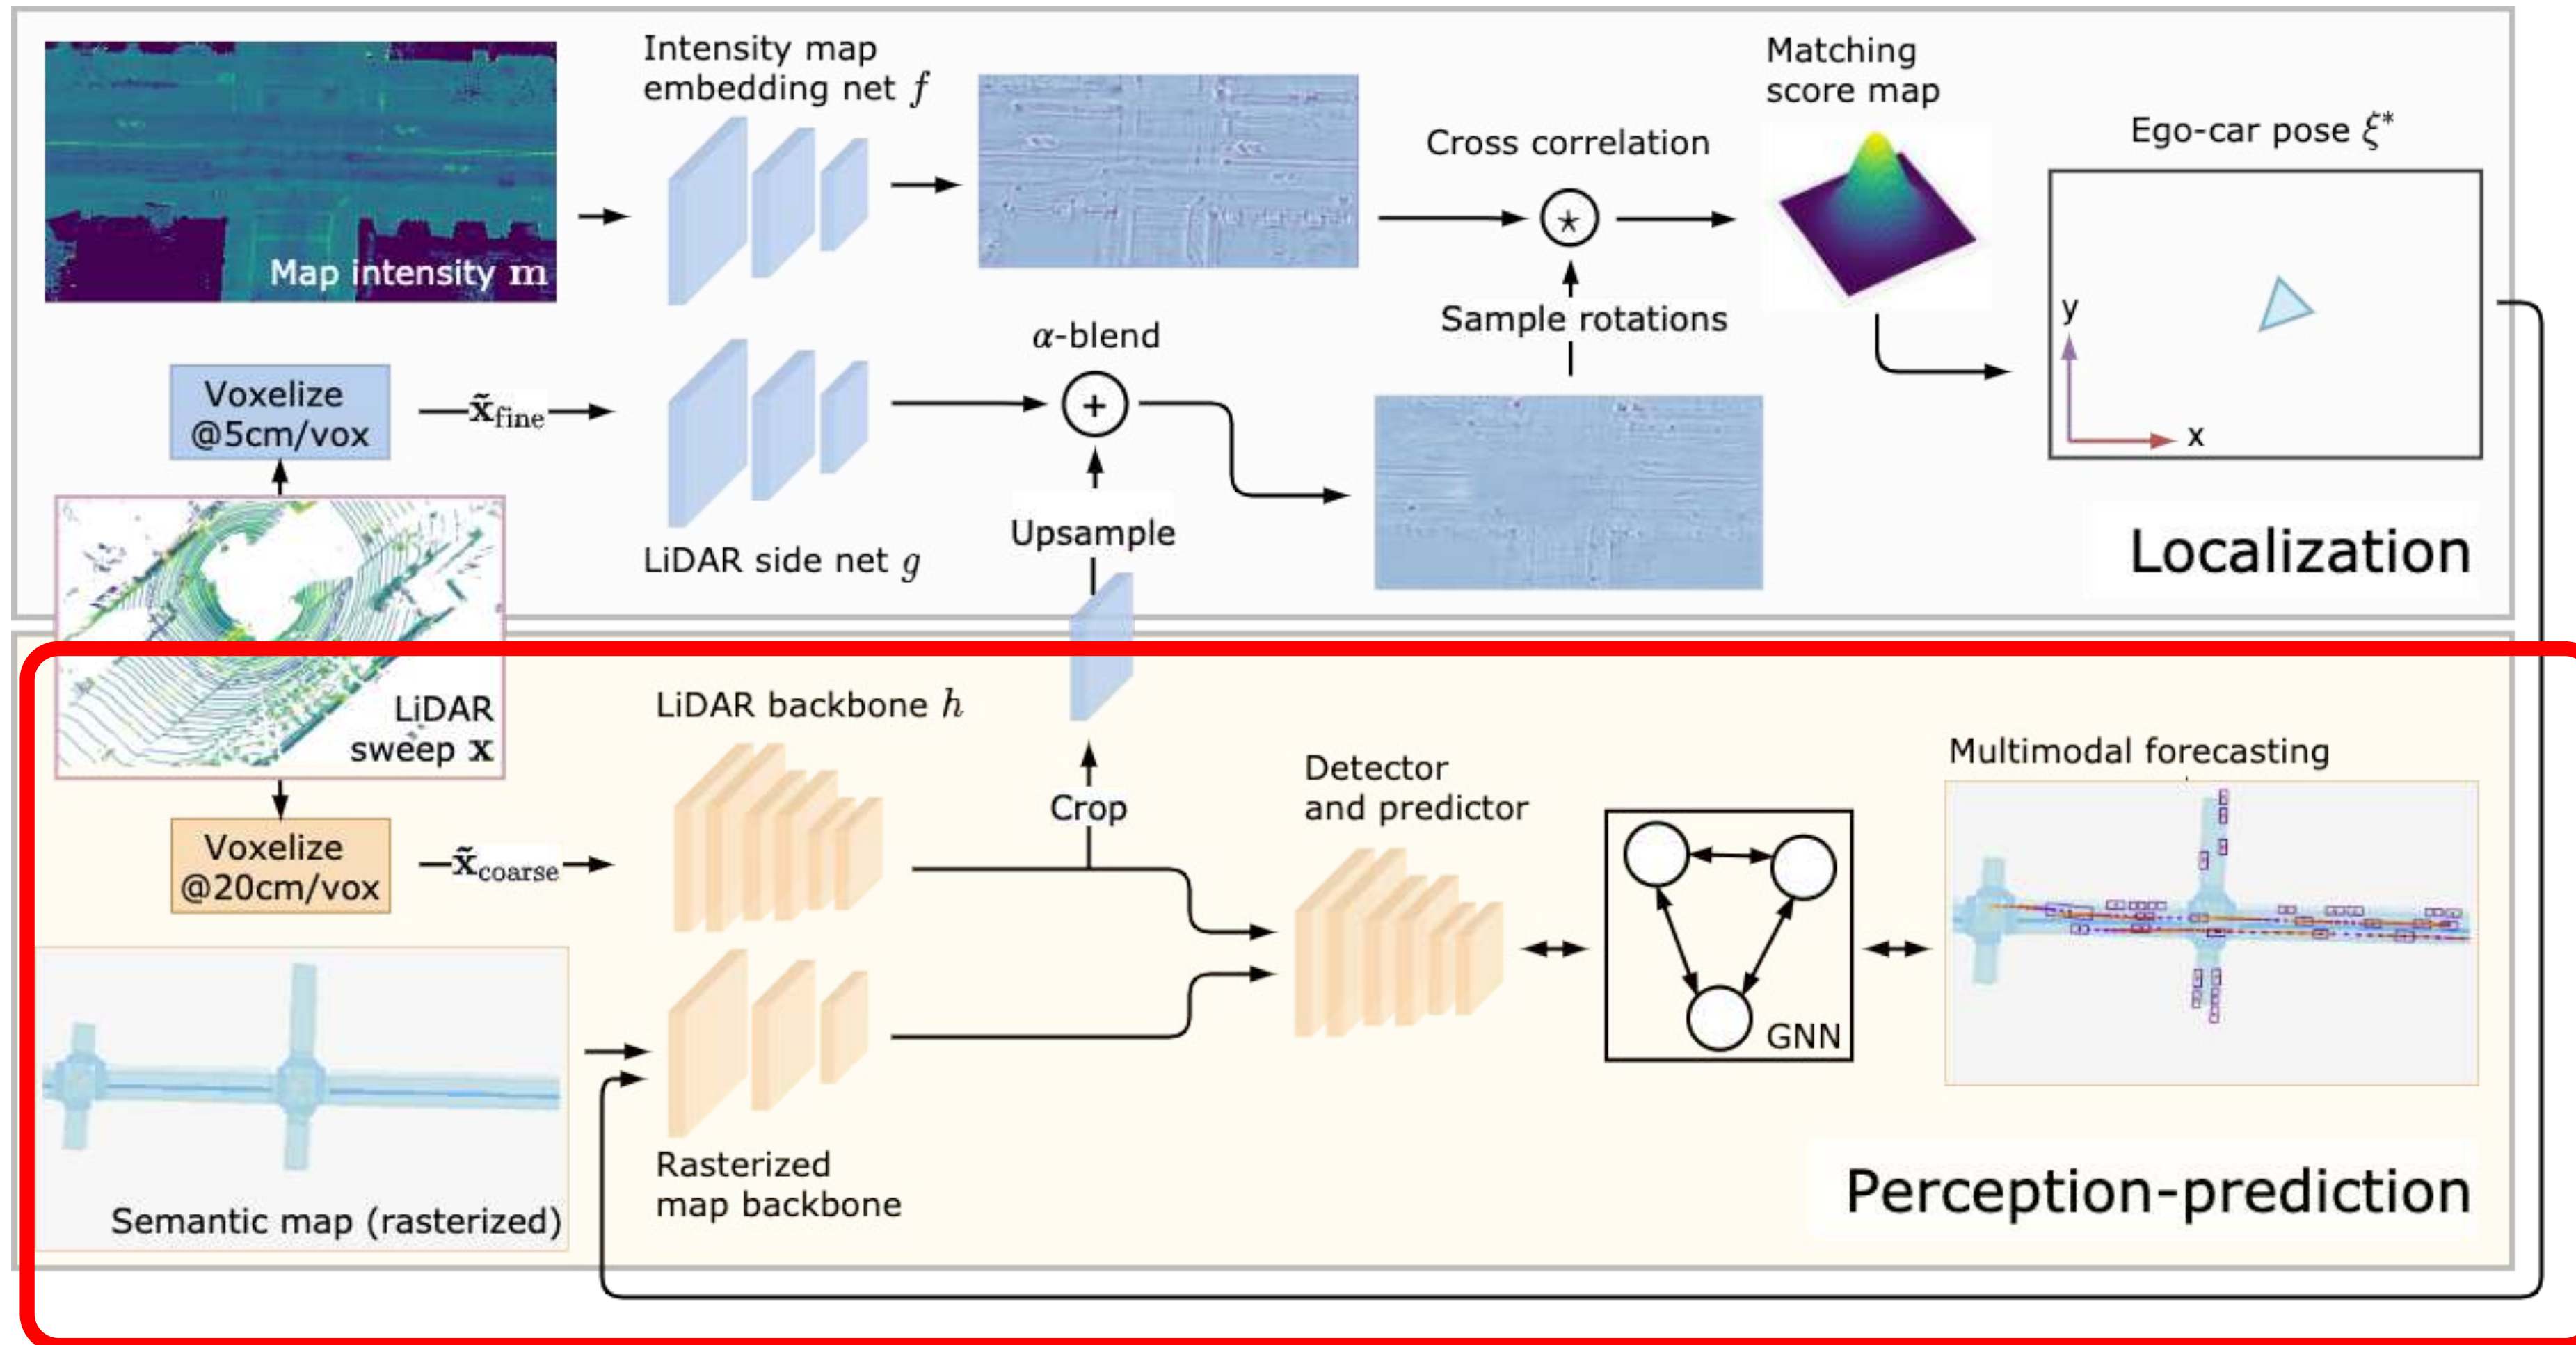 Intensity map
embedding net f
Map intensity m
Matching
score map
Cross correlation
⋆
Ego-car pose ξ*
y
x
Sample rotations
α-blend
+
Voxelize
@5cm/vox
x̃fine
LiDAR side net g
Upsample
Localization
LiDAR
sweep x
LiDAR backbone h
Voxelize
@20cm/vox
x̃coarse
Crop
Detector
and predictor
Multimodal forecasting
GNN
Rasterized
map backbone
Semantic map (rasterized)
Perception-prediction